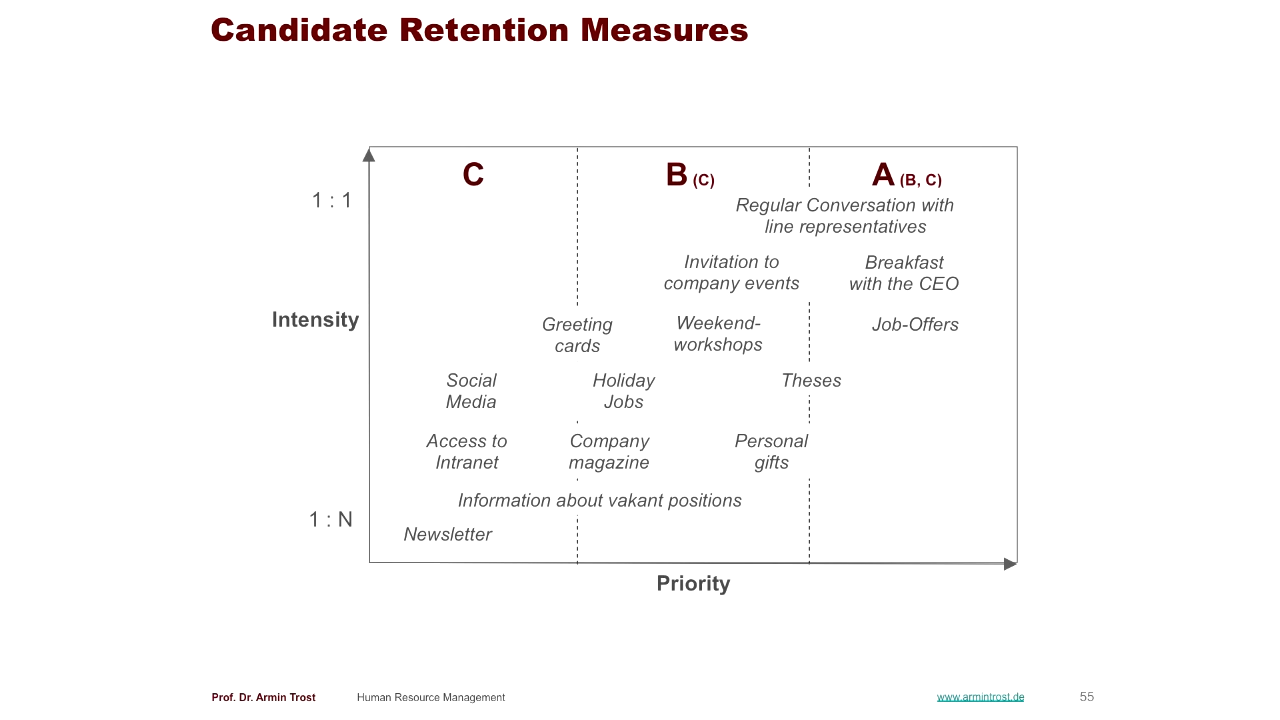 Candidate Retention Measures
C
B (C)
A (B, C)
1 : 1
Regular Conversation with
line representatives
Invitation to
company events
Breakfast
with the CEO
Intensity
Greeting
cards
Weekend-
workshops
Job-Offers
Social
Media
Holiday
Jobs
Theses
Access to
Intranet
Company
magazine
Personal
gifts
Information about vakant positions
1 : N
Newsletter
Priority
Prof. Dr. Armin Trost
Human Resource Management
www.armintrost.de
55